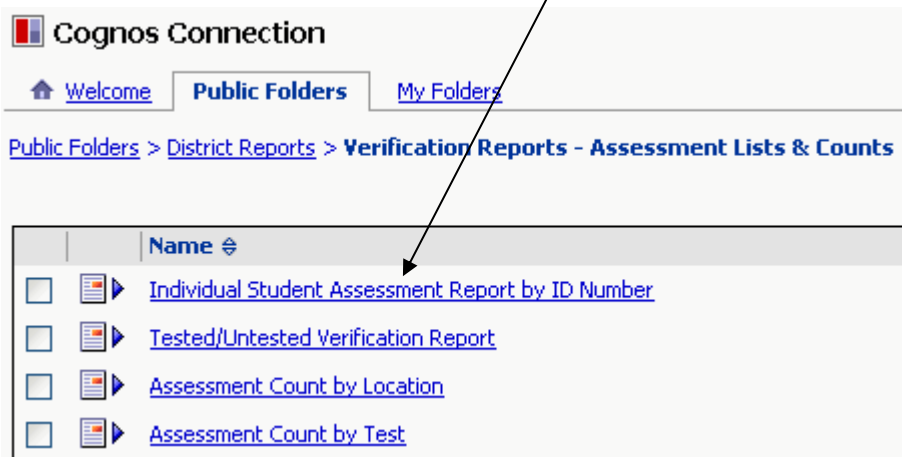 Cognos Connection
Welcome Public Folders My Folders
Public Folders > District Reports > Verification Reports - Assessment Lists & Counts
Name
Individual Student Assessment Report by ID Number
Tested/Untested Verification Report
Assessment Count by Location
Assessment Count by Test